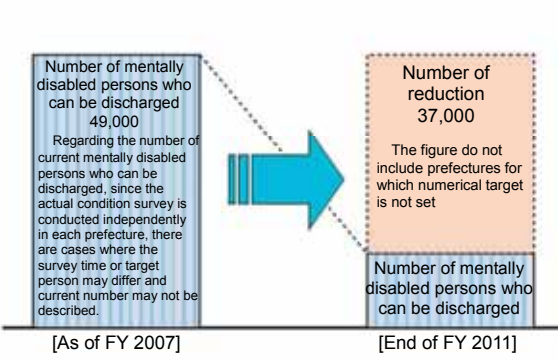 Number of mentally
disabled persons who
can be discharged
49,000
Regarding the number of
current mentally disabled
persons who can be
discharged, since the
actual condition survey is
conducted independently
in each prefecture, there
are cases where the
survey time or target
person may differ and
current number may not be
described.
[As of FY 2007]
Number of
reduction
37,000
The figure do not
include prefectures for
which numerical target
is not set
Number of mentally
disabled persons who
can be discharged
[End of FY 2011]